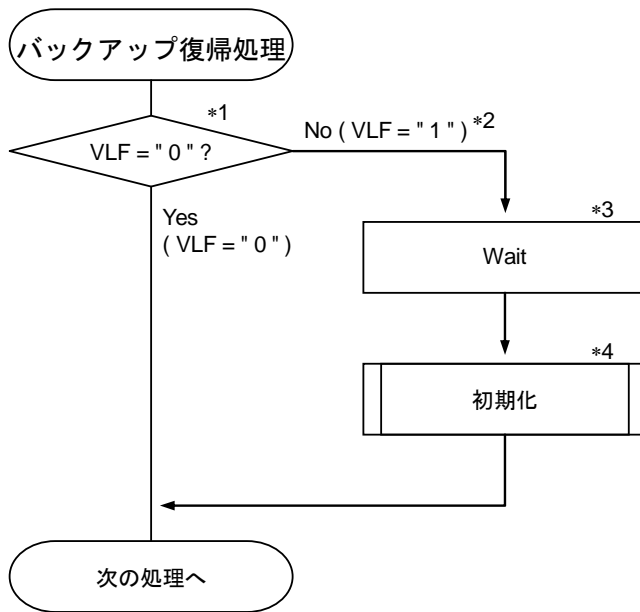 バックアップ復帰処理
*1
VLF = " 0 " ?
No ( VLF = " 1 " ) *2
Yes
( VLF = " 0 " )
*3
Wait
*4
初期化
次の処理へ